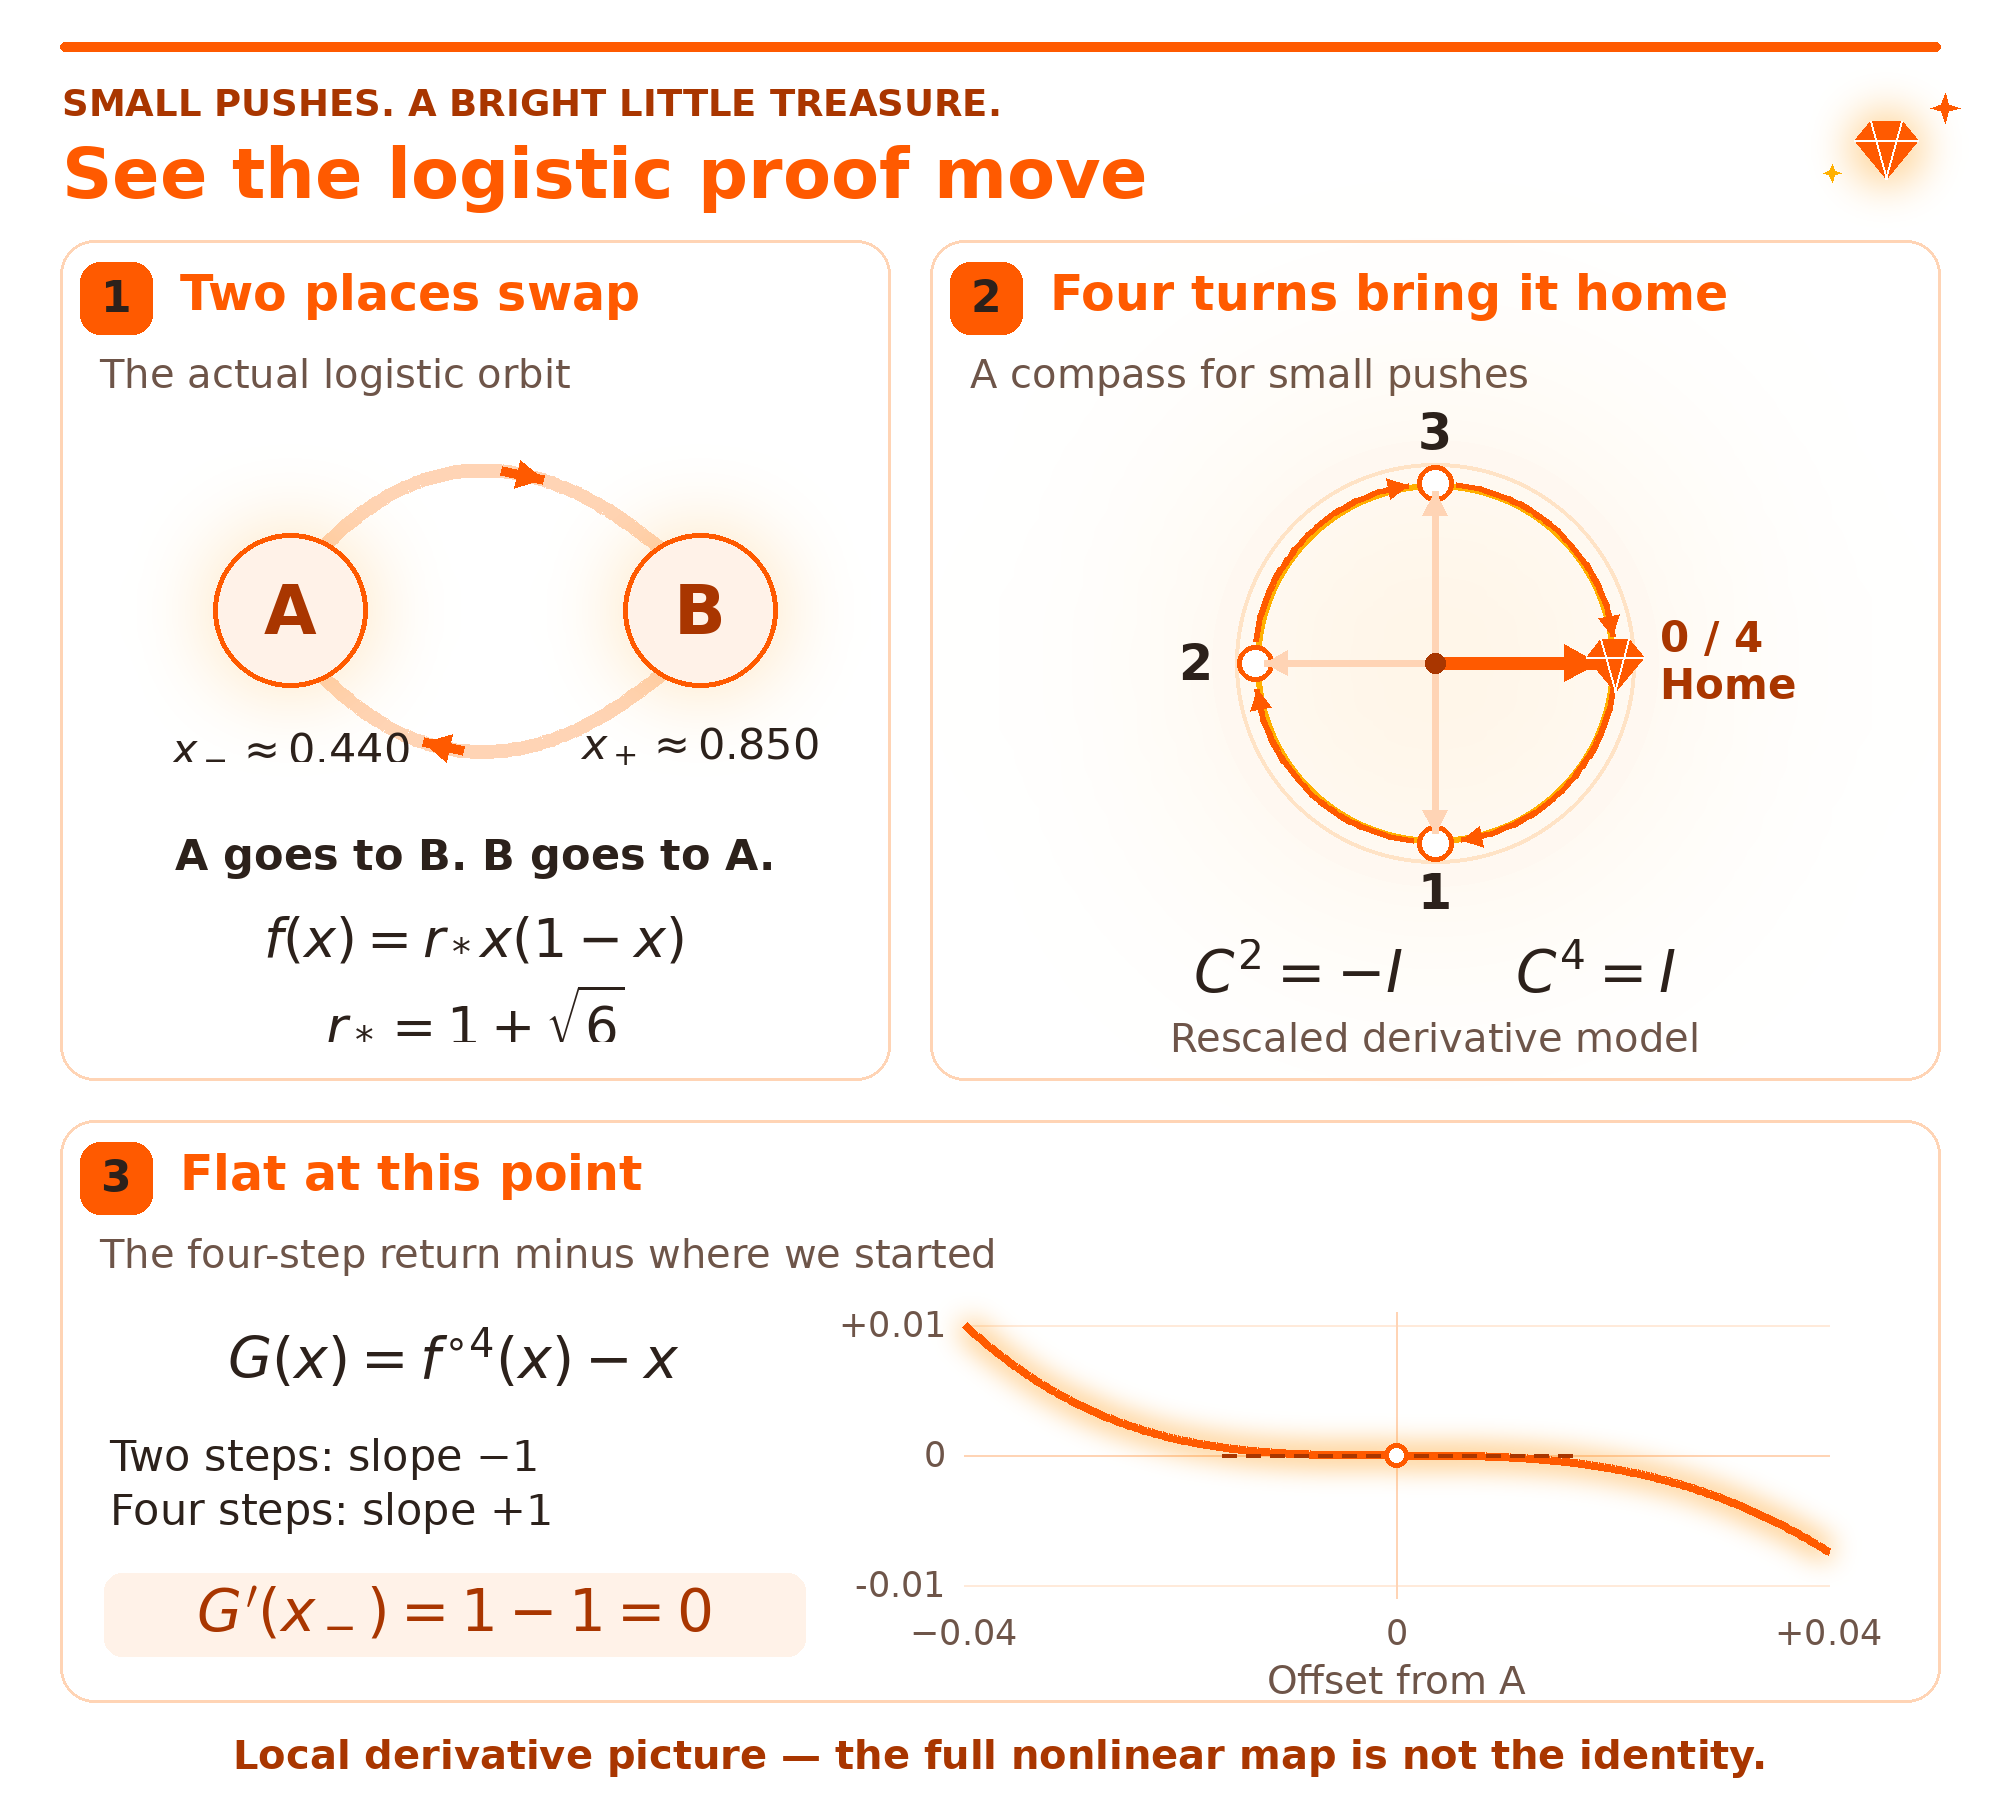 SMALL PUSHES. A BRIGHT LITTLE TREASURE.
See the logistic proof move
1 Two places swap
The actual logistic orbit
A
B
x₋ ≈ 0.440
x₊ ≈ 0.850
A goes to B. B goes to A.
f(x) = r∗x(1 − x)
r∗ = 1 + √6
2 Four turns bring it home
A compass for small pushes
3
2
0 / 4
Home
1
C² = −I
C⁴ = I
Rescaled derivative model
3 Flat at this point
The four-step return minus where we started
G(x) = f°⁴(x) − x
Two steps: slope −1
Four steps: slope +1
G′(x₋) = 1 − 1 = 0
+0.01
0
-0.01
−0.04
0
+0.04
Offset from A
Local derivative picture — the full nonlinear map is not the identity.